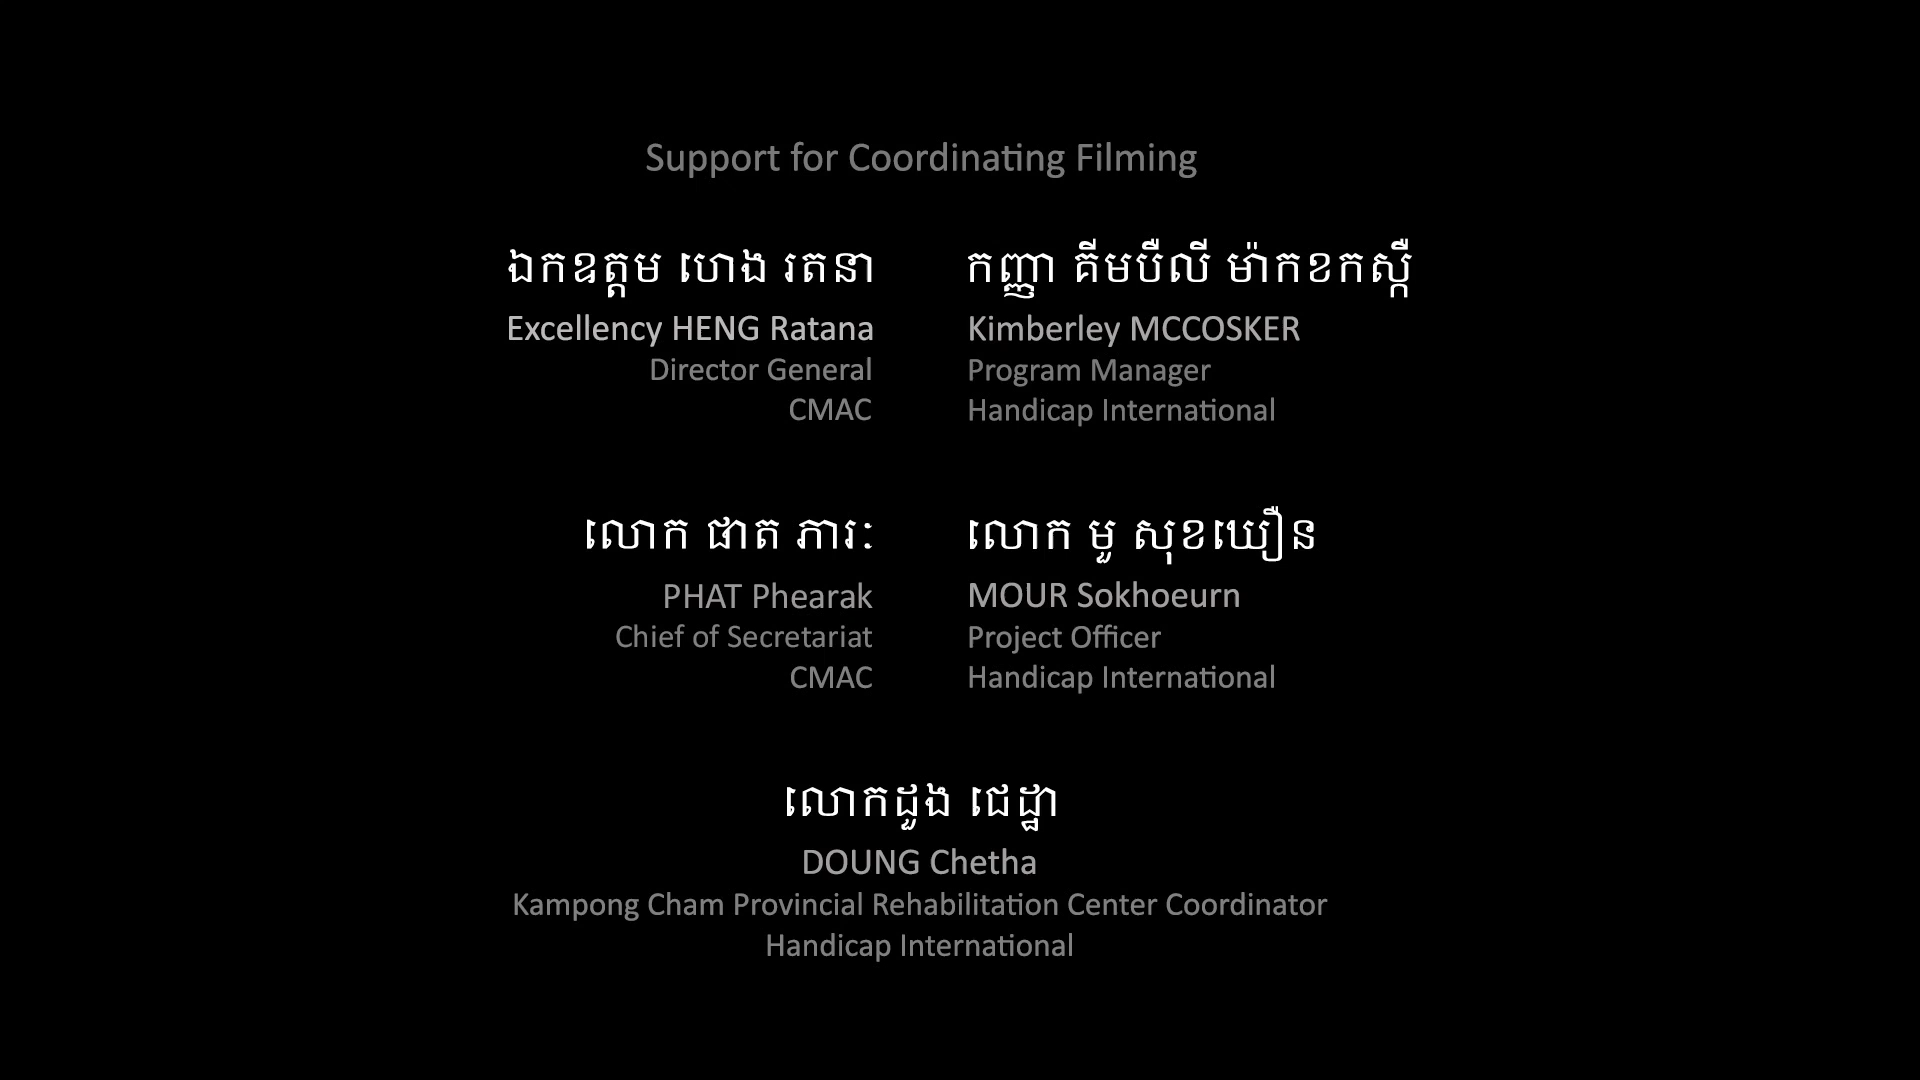 Support for Coordinating Filming
ឯកឧត្តម ហេង រតនា
Excellency HENG Ratana
Director General
CMAC
កញ្ញា គីមបឺលី ម៉ាកខកស្កឺ
Kimberley MCCOSKER
Program Manager
Handicap International
លោក ផាត ភារៈ
PHAT Phearak
Chief of Secretariat
CMAC
លោក មួ សុខឃឿន
MOUR Sokhoeurn
Project Officer
Handicap International
លោកដួង ជេដ្ឋា
DOUNG Chetha
Kampong Cham Provincial Rehabilitation Center Coordinator
Handicap International